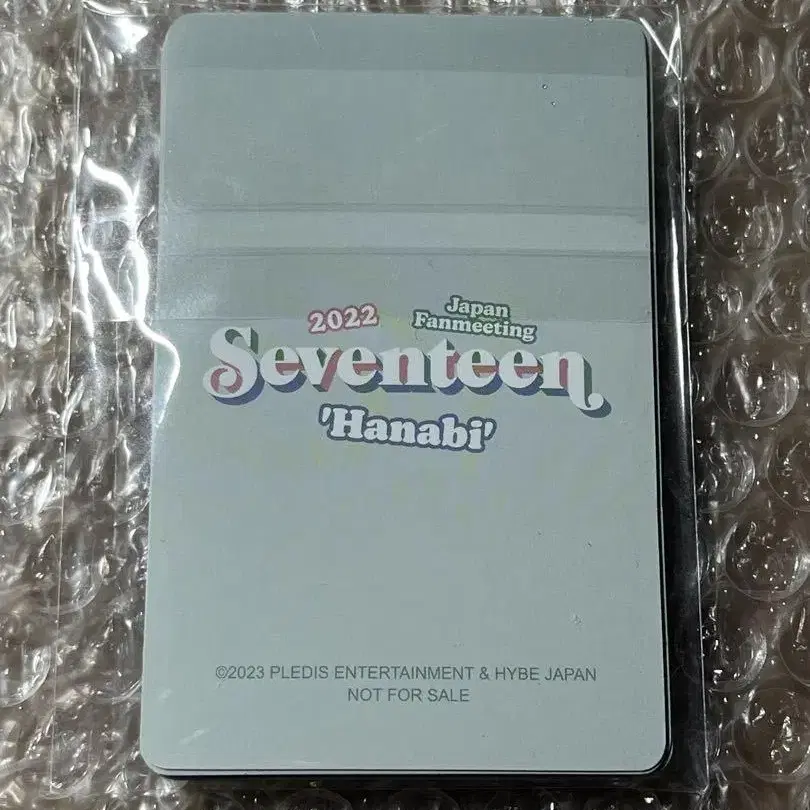 2022
Japan
Fanmeeting
Seventeen
'Hanabi'
©2023 PLEDIS ENTERTAINMENT & HYBE JAPAN
NOT FOR SALE